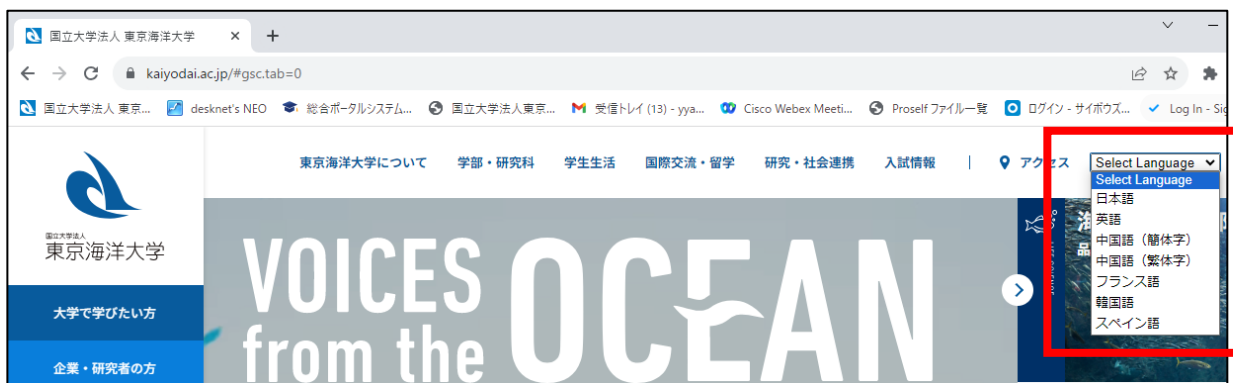 国立大学法人 東京海洋大学
kaiyodai.ac.jp/#gsc.tab=0
国立大学法人 東京... desknet's NEO 総合ポータルシステム... 国立大学法人東京... 受信トレイ (13) - yya... Cisco Webex Meeti... Proself ファイル一覧 ログイン - サイボウズ... Log In - Sig
東京海洋大学について 学部・研究科 学生生活 国際交流・留学 研究・社会連携 入試情報 | アクセス Select Language
Select Language
日本語
英語
中国語（簡体字）
中国語（繁体字）
フランス語
韓国語
スペイン語
国立大学法人
東京海洋大学
大学で学びたい方
企業・研究者の方
VOICES
from the
OCEAN